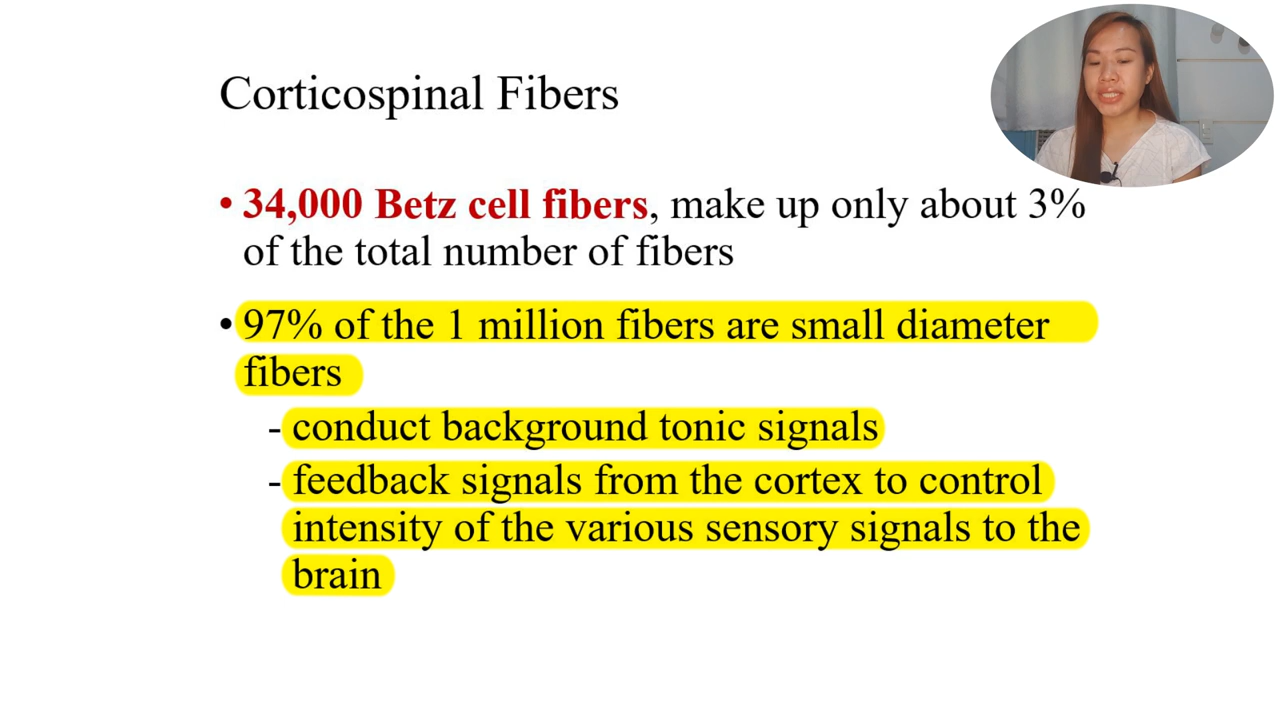 Corticospinal Fibers
• 34,000 Betz cell fibers, make up only about 3%
of the total number of fibers
• 97% of the 1 million fibers are small diameter
fibers
- conduct background tonic signals
- feedback signals from the cortex to control
intensity of the various sensory signals to the
brain